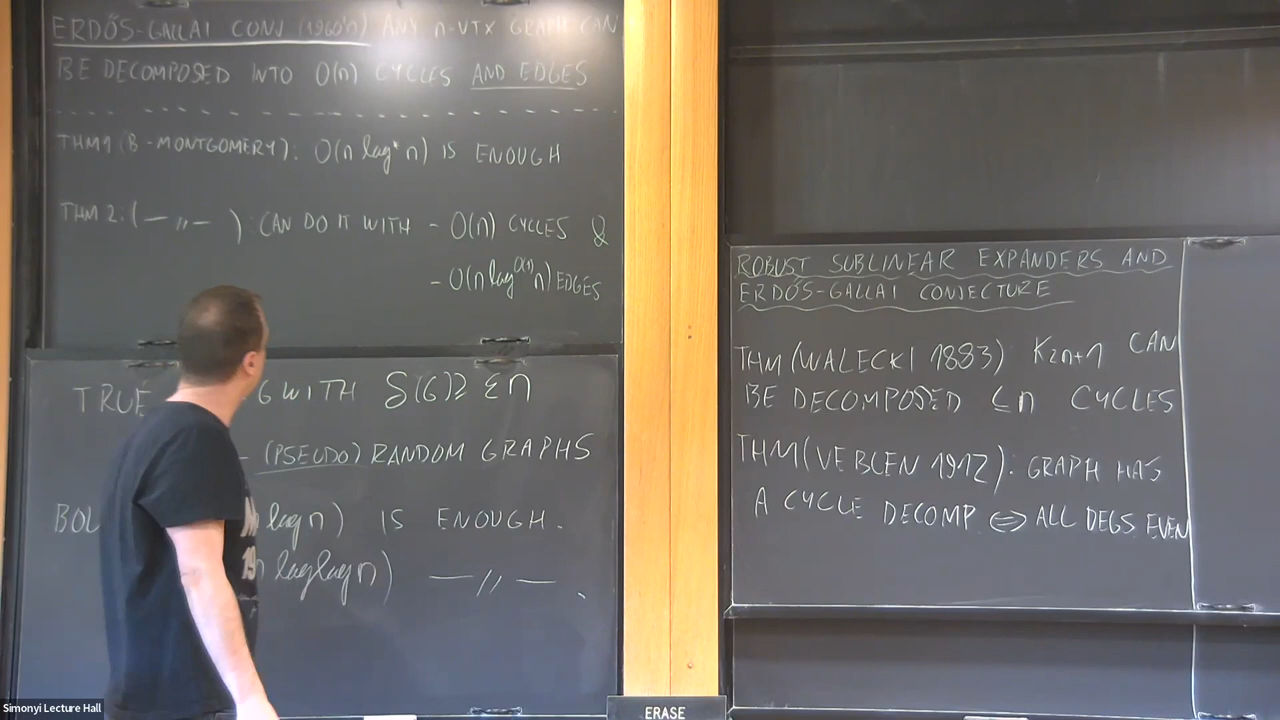 ERDŐS-GALLAI CONJ (1960'n) ANY n-VTX GRAPH CAN
BE DECOMPOSED INTO O(n) CYCLES AND EDGES
THM1 (B-MONTGOMERY): O(n log* n) IS ENOUGH
THM 2: (—〃—) CAN DO IT WITH - O(n) CYCLES &
- O(n log^{O(1)} n) EDGES
TRUE G WITH δ(G) ≥ εn
- (PSEUDO) RANDOM GRAPHS
log n) IS ENOUGH.
n log log n) —〃—.
ROBUST SUBLINEAR EXPANDERS AND
ERDŐS-GALLAI CONJECTURE
THM (WALECKI 1883) K_{2n+1} CAN
BE DECOMPOSED ≤n CYCLES
THM (VEBLEN 1912): GRAPH HAS
A CYCLE DECOMP ⇔ ALL DEGS EVEN
ERASE
Simonyi Lecture Hall